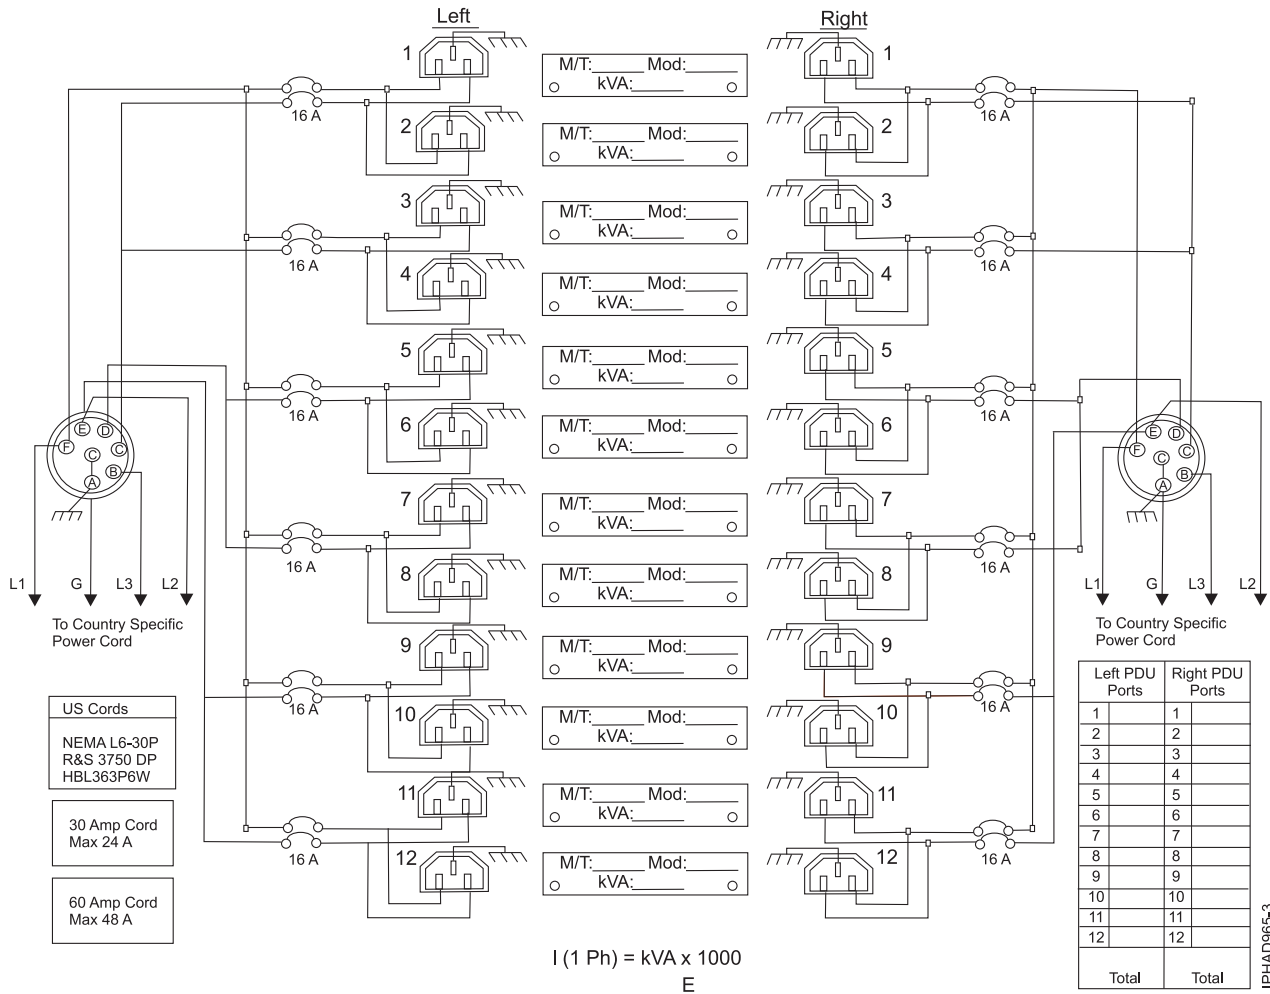 Left
Right
1
M/T:______ Mod:______
kVA:______
1
16 A
16 A
2
M/T:______ Mod:______
kVA:______
2
3
M/T:______ Mod:______
kVA:______
3
16 A
16 A
4
M/T:______ Mod:______
kVA:______
4
5
M/T:______ Mod:______
kVA:______
5
16 A
16 A
6
M/T:______ Mod:______
kVA:______
6
7
M/T:______ Mod:______
kVA:______
7
16 A
16 A
8
M/T:______ Mod:______
kVA:______
8
9
M/T:______ Mod:______
kVA:______
9
16 A
16 A
10
M/T:______ Mod:______
kVA:______
10
11
M/T:______ Mod:______
kVA:______
11
16 A
16 A
12
M/T:______ Mod:______
kVA:______
12
E D
F C C
B
A
L1 G L3 L2
To Country Specific
Power Cord
E D
F C C
B
A
L1 G L3 L2
To Country Specific
Power Cord
US Cords
NEMA L6-30P
R&S 3750 DP
HBL363P6W
30 Amp Cord
Max 24 A
60 Amp Cord
Max 48 A
Left PDU Right PDU
Ports Ports
1 1
2 2
3 3
4 4
5 5
6 6
7 7
8 8
9 9
10 10
11 11
12 12
Total Total
I (1 Ph) = kVA x 1000
E
IPHAD965-3